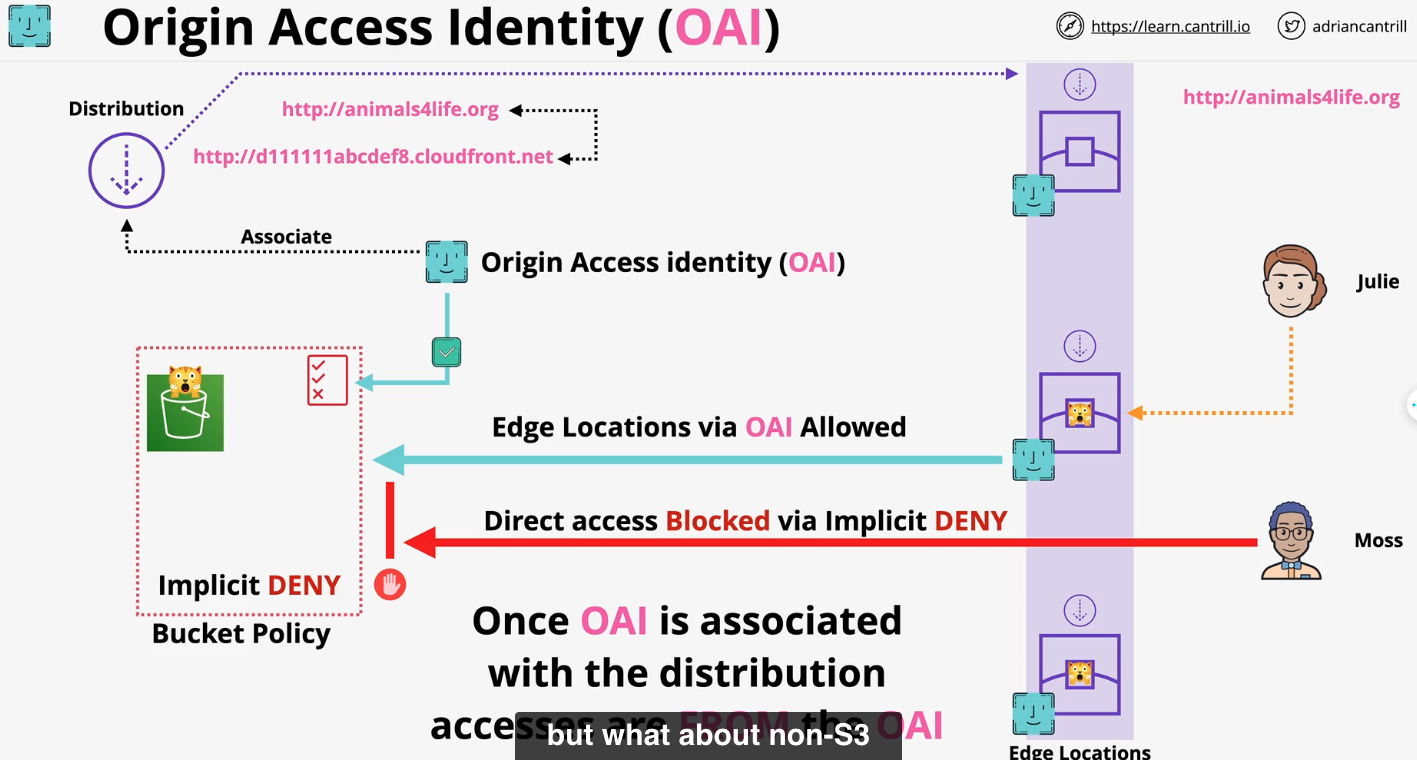 Origin Access Identity (OAI)
https://learn.cantrill.io
adriancantrill
Distribution
http://animals4life.org
http://d111111abcdef8.cloudfront.net
http://animals4life.org
Associate
Origin Access identity (OAI)
Julie
Edge Locations via OAI Allowed
Direct access Blocked via Implicit DENY
Moss
Implicit DENY
Bucket Policy
Once OAI is associated
with the distribution
accesses are FROM the OAI
but what about non-S3
Edge Locations